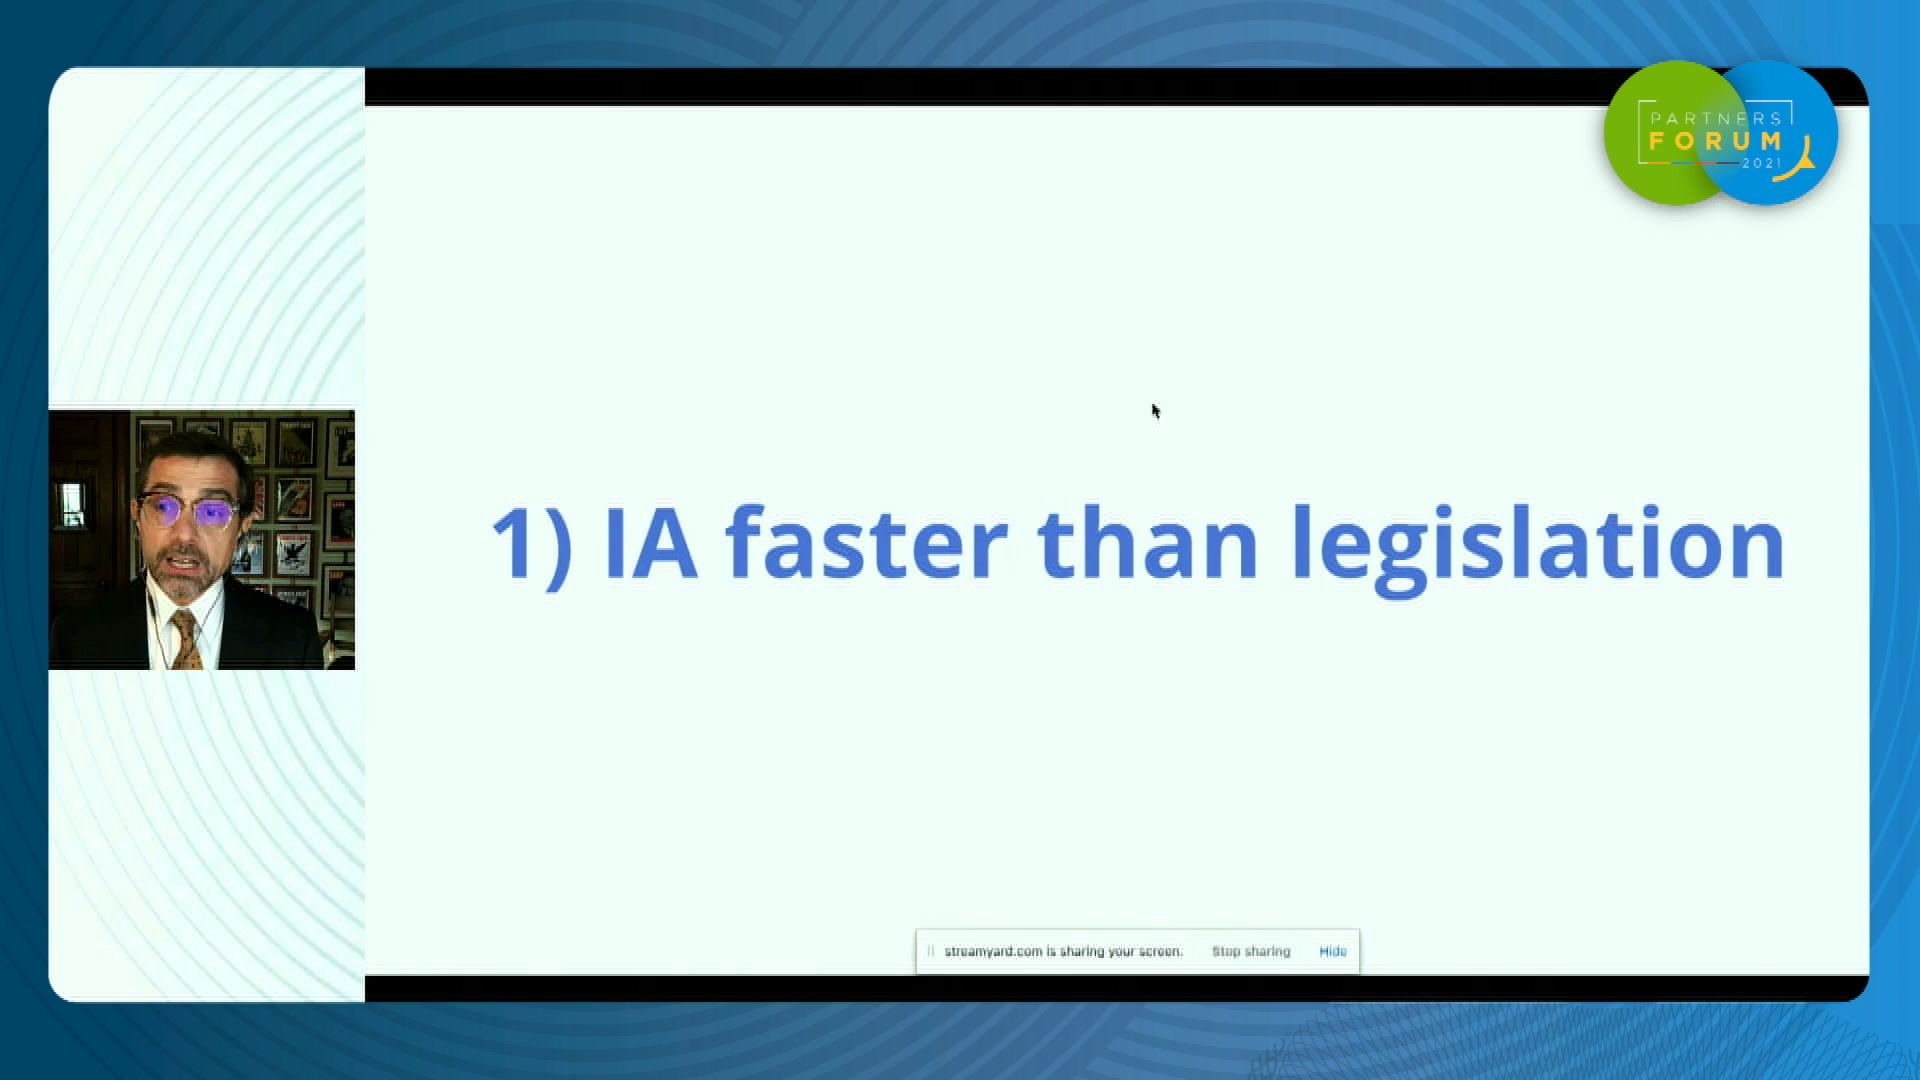 PARTNERS
FORUM
2021
1) IA faster than legislation
streamyard.com is sharing your screen. Stop sharing Hide